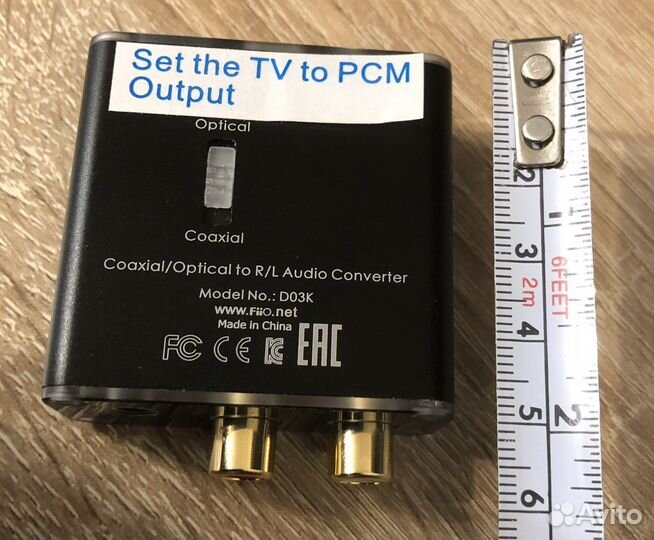 Set the TV to PCM
Output
Optical
Coaxial
Coaxial/Optical to R/L Audio Converter
Model No.: D03K
www.FiiO.net
Made in China
FC CE EAC
2
3
4
5
6
2m
6FEET
1
2
Avito